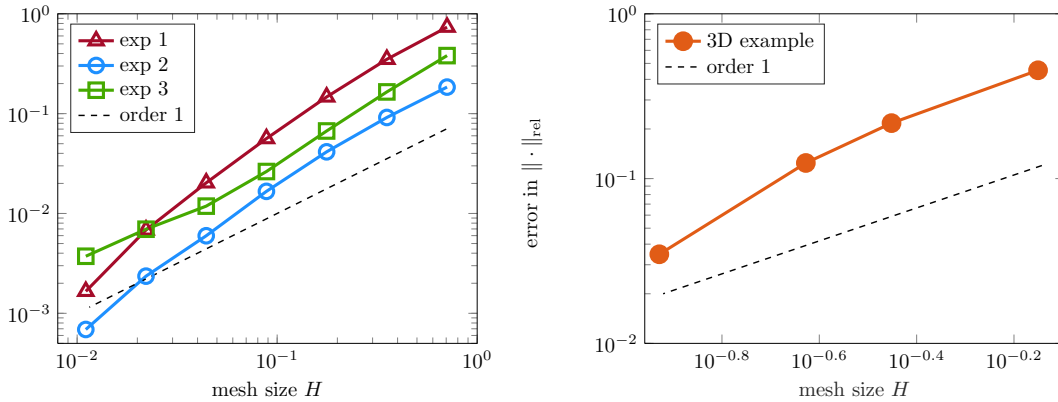 10^0
10^{-1}
10^{-2}
10^{-3}
exp 1
exp 2
exp 3
order 1
10^{-2}
10^{-1}
10^0
mesh size H
error in ‖ · ‖_{rel}
10^0
10^{-1}
10^{-2}
3D example
order 1
10^{-0.8}
10^{-0.6}
10^{-0.4}
10^{-0.2}
mesh size H